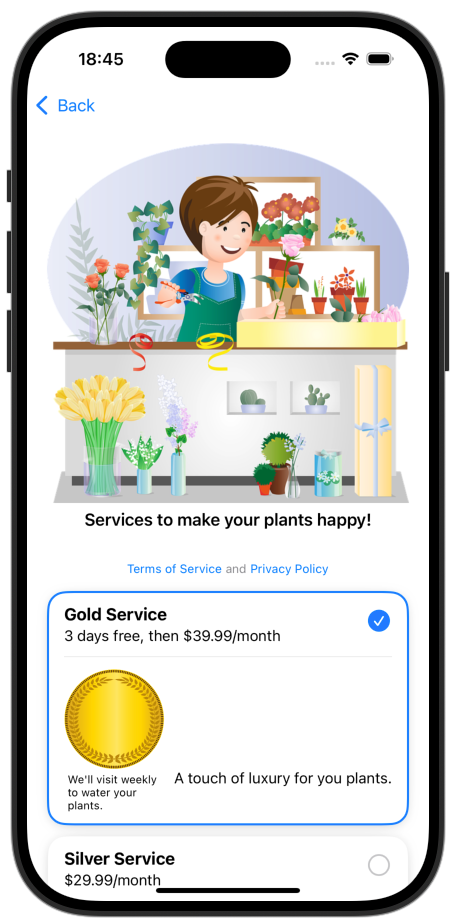 18:45
Back
Services to make your plants happy!
Terms of Service and Privacy Policy
Gold Service
3 days free, then $39.99/month
We'll visit weekly
to water your
plants.
A touch of luxury for you plants.
Silver Service
$29.99/month